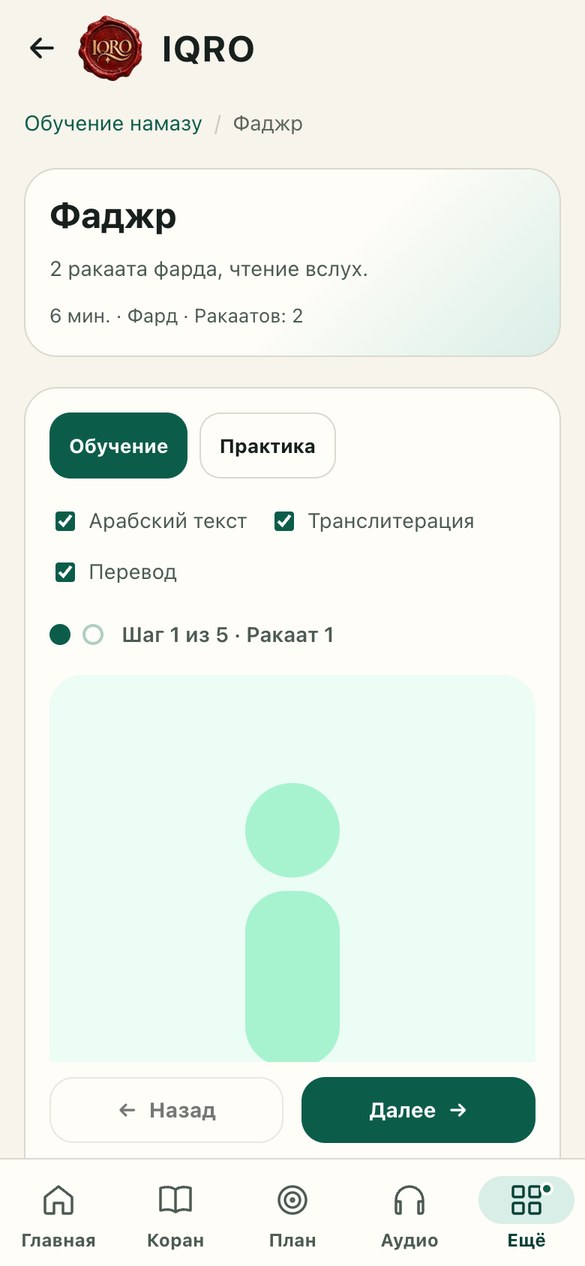 IQRO IQRO
Обучение намазу / Фаджр
Фаджр
2 ракаата фарда, чтение вслух.
6 мин. · Фард · Ракаатов: 2
Обучение Практика
Арабский текст Транслитерация
Перевод
Шаг 1 из 5 · Ракаат 1
← Назад Далее →
Главная Коран План Аудио Ещё